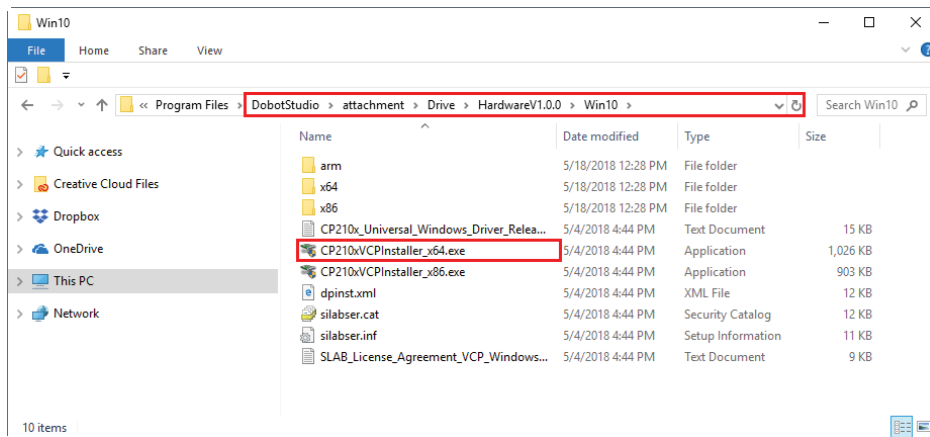 Win10
File Home Share View
« Program Files > DobotStudio > attachment > Drive > HardwareV1.0.0 > Win10 >
Search Win10
Name Date modified Type Size
Quick access
Creative Cloud Files
Dropbox
OneDrive
This PC
Network
arm 5/18/2018 12:28 PM File folder
x64 5/18/2018 12:28 PM File folder
x86 5/18/2018 12:28 PM File folder
CP210x_Universal_Windows_Driver_Relea... 5/4/2018 4:44 PM Text Document 15 KB
CP210xVCPInstaller_x64.exe 5/4/2018 4:44 PM Application 1,026 KB
CP210xVCPInstaller_x86.exe 5/4/2018 4:44 PM Application 903 KB
dpinst.xml 5/4/2018 4:44 PM XML File 12 KB
silabser.cat 5/4/2018 4:44 PM Security Catalog 12 KB
silabser.inf 5/4/2018 4:44 PM Setup Information 11 KB
SLAB_License_Agreement_VCP_Windows... 5/4/2018 4:44 PM Text Document 9 KB
10 items